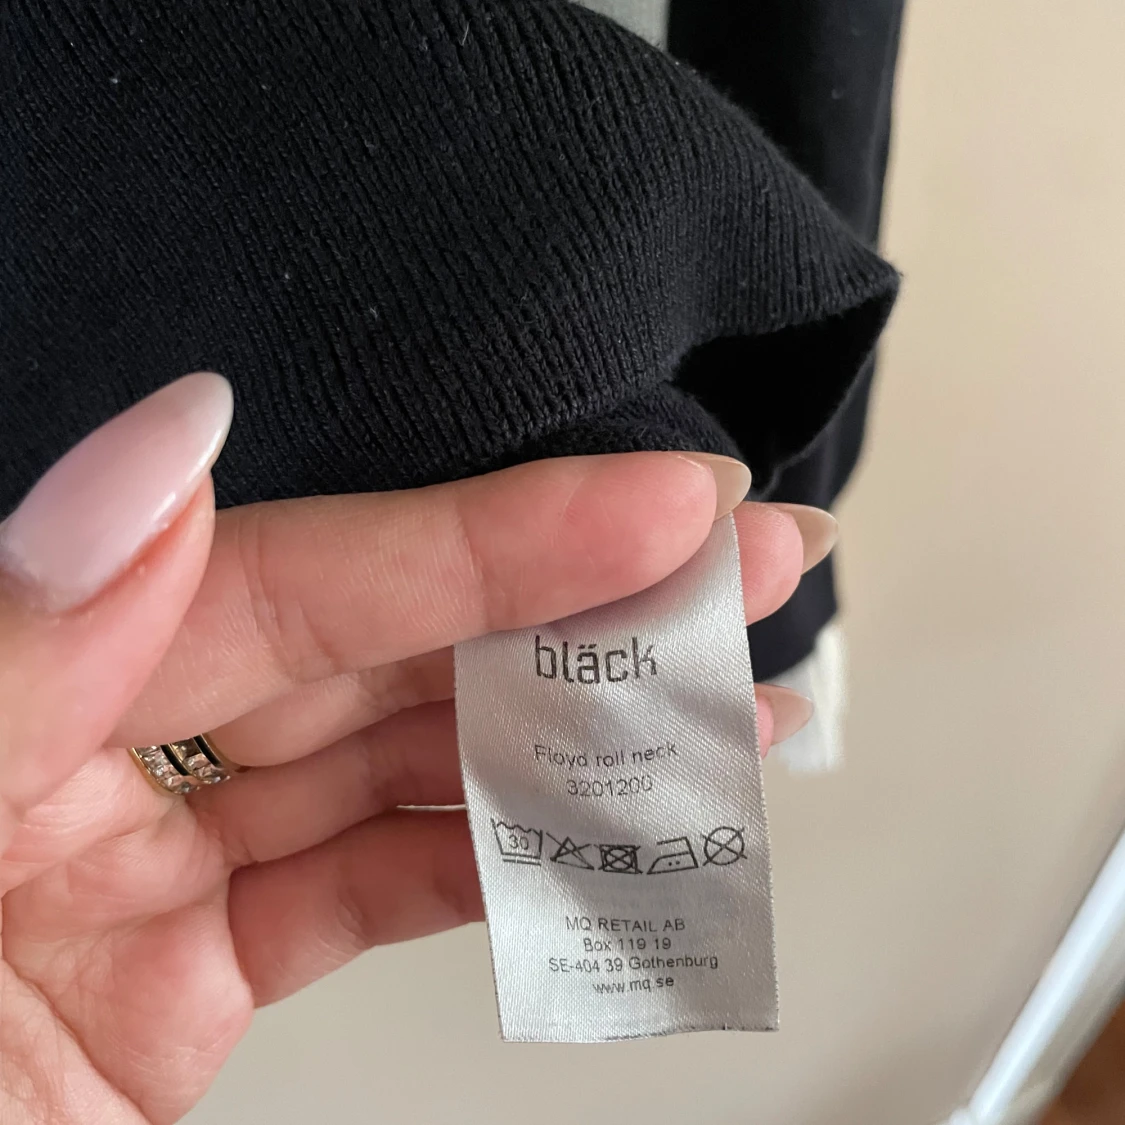 bläck
Floyd roll neck
3201200
30
MQ RETAIL AB
Box 119 19
SE-404 39 Gothenburg
www.mq.se